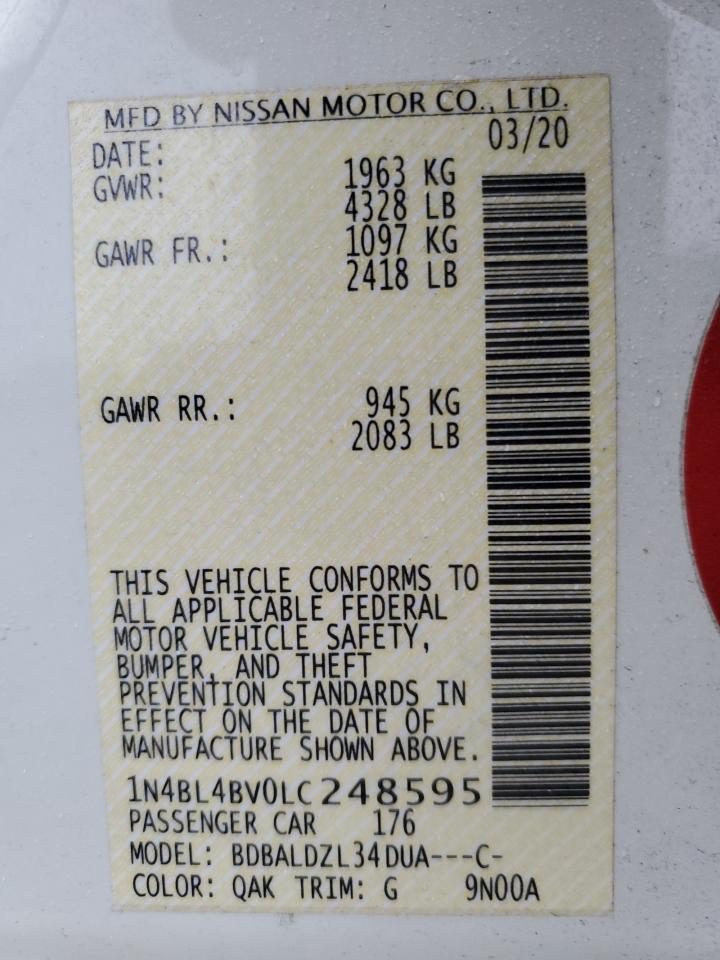 MFD BY NISSAN MOTOR CO., LTD.
DATE: 03/20
GVWR: 1963 KG
4328 LB
GAWR FR.: 1097 KG
2418 LB
GAWR RR.: 945 KG
2083 LB
THIS VEHICLE CONFORMS TO
ALL APPLICABLE FEDERAL
MOTOR VEHICLE SAFETY,
BUMPER, AND THEFT
PREVENTION STANDARDS IN
EFFECT ON THE DATE OF
MANUFACTURE SHOWN ABOVE.
1N4BL4BV0LC248595
PASSENGER CAR 176
MODEL: BDBALDZL34DUA---C-
COLOR: QAK TRIM: G 9N00A